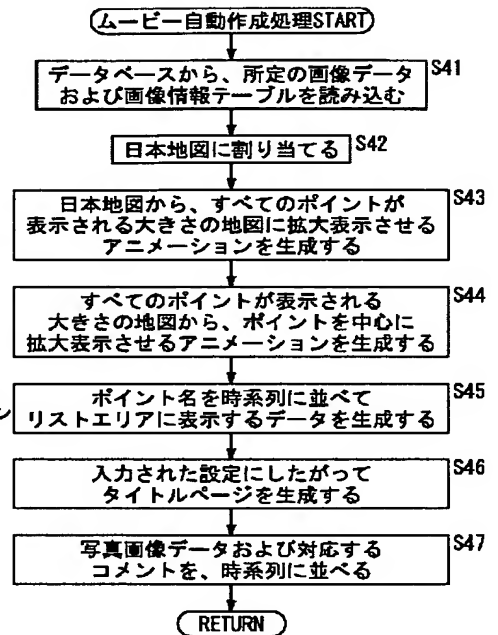 ムービー自動作成処理START
S41
データベースから、所定の画像データ
および画像情報テーブルを読み込む
S42
日本地図に割り当てる
S43
日本地図から、すべてのポイントが
表示される大きさの地図に拡大表示させる
アニメーションを生成する
S44
すべてのポイントが表示される
大きさの地図から、ポイントを中心に
拡大表示させるアニメーションを生成する
S45
ポイント名を時系列に並べて
リストエリアに表示するデータを生成する
S46
入力された設定にしたがって
タイトルページを生成する
S47
写真画像データおよび対応する
コメントを、時系列に並べる
RETURN
ン